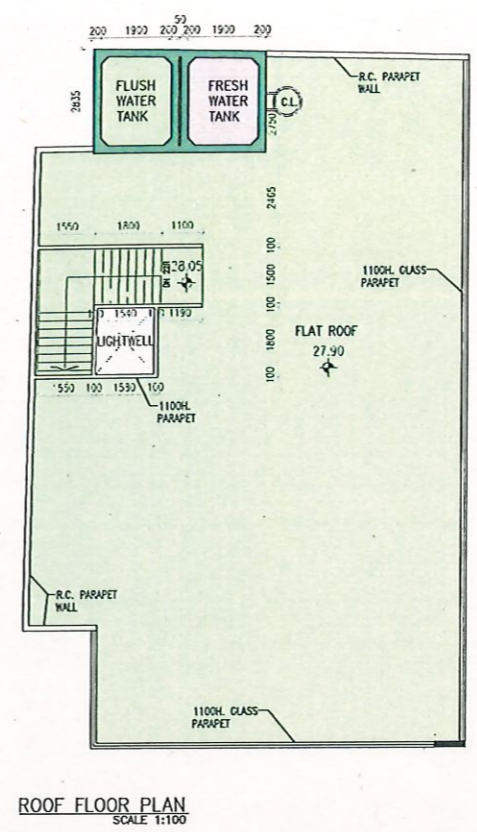 50
200 1900 200 200 1900 200
FLUSH
WATER
TANK
FRESH
WATER
TANK
C.L.
R.C. PARAPET
WALL
2835
2750
2465
1550 1800 1100
100
28.05
1500
1100H. GLASS
PARAPET
1540 1190
100
LIGHTWELL
FLAT ROOF
27.90
1800
100
1550 100 1530 100
1100H.
PARAPET
R.C. PARAPET
WALL
1100H. GLASS
PARAPET
ROOF FLOOR PLAN
SCALE 1:100